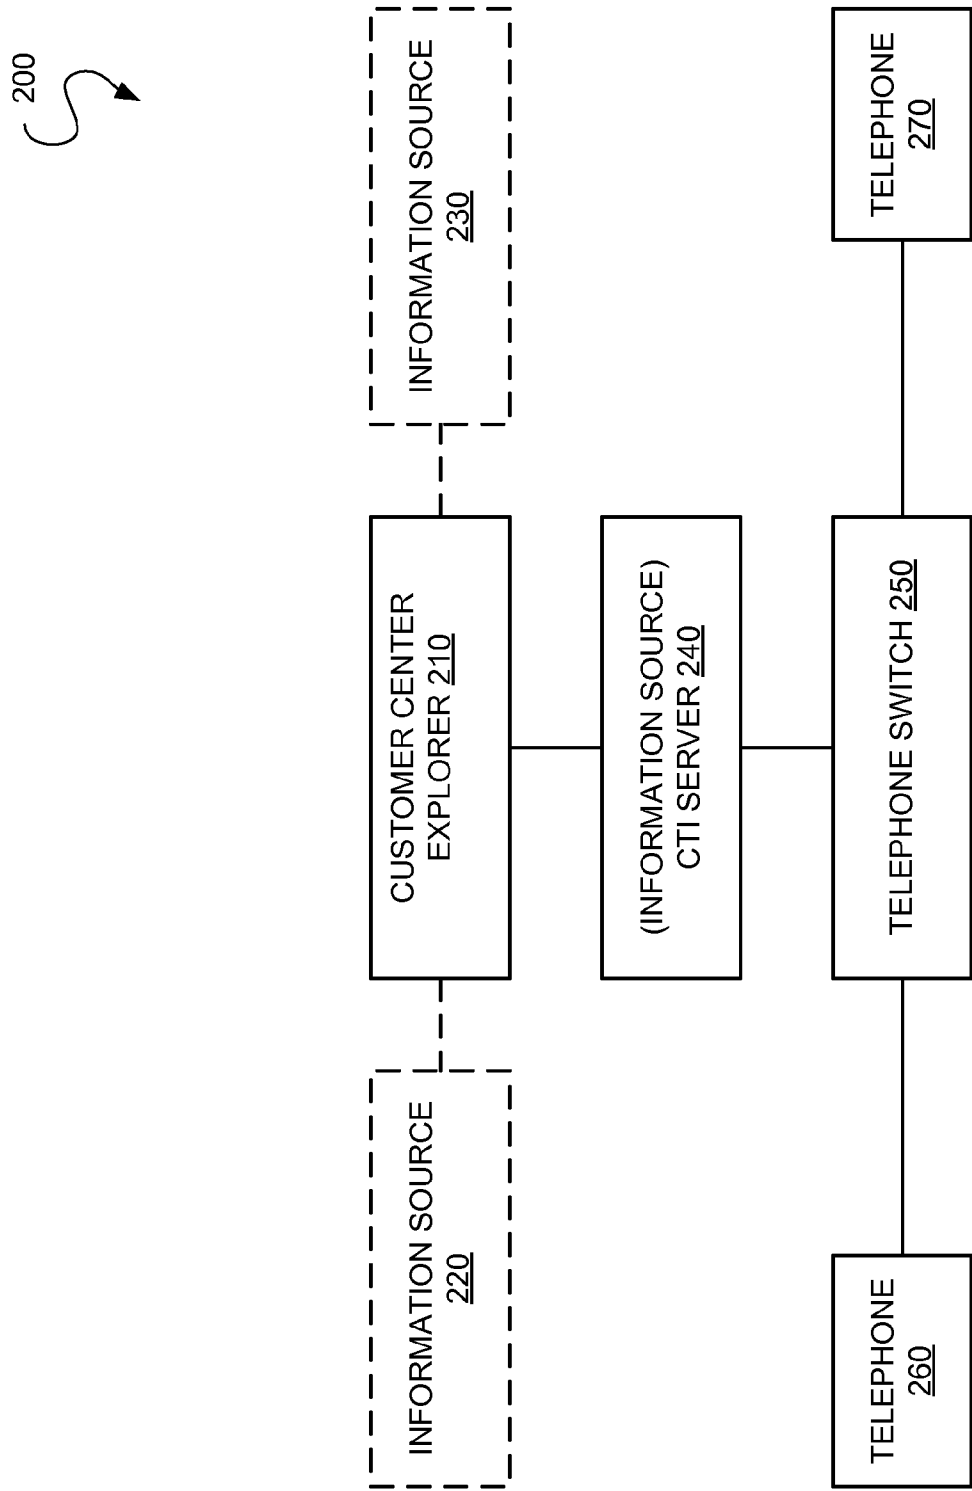 200
INFORMATION SOURCE
220
CUSTOMER CENTER
EXPLORER 210
INFORMATION SOURCE
230
(INFORMATION SOURCE)
CTI SERVER 240
TELEPHONE
260
TELEPHONE SWITCH 250
TELEPHONE
270